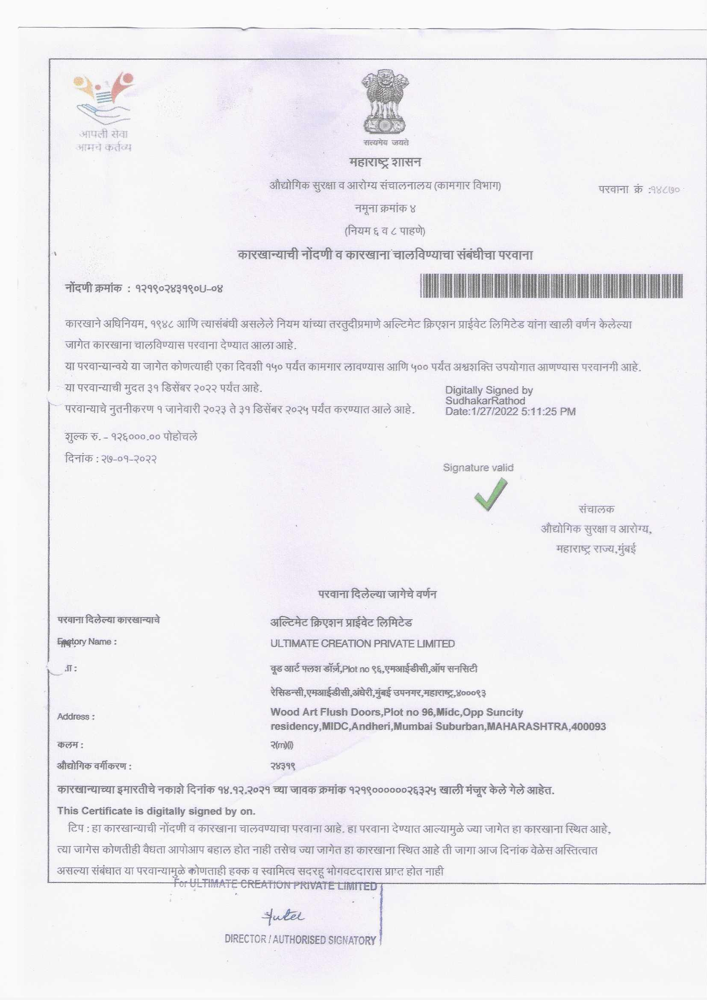 आपली सेवा
आमचे कर्तव्य
सत्यमेव जयते
महाराष्ट्र शासन
औद्योगिक सुरक्षा व आरोग्य संचालनालय (कामगार विभाग)
परवाना क्रं :१४८७०
नमूना क्रमांक ४
(नियम ६ व ८ पाहणे)
कारखान्याची नोंदणी व कारखाना चालविण्याचा संबंधीचा परवाना
नोंदणी क्रमांक : १२१९०२४३१९०U-०४
कारखाने अधिनियम, १९४८ आणि त्यासंबंधी असलेले नियम यांच्या तरतुदीप्रमाणे अल्टिमेट क्रिएशन प्राईवेट लिमिटेड यांना खाली वर्णन केलेल्या
जागेत कारखाना चालविण्यास परवाना देण्यात आला आहे.
या परवान्यान्वये या जागेत कोणत्याही एका दिवशी १५० पर्यंत कामगार लावण्यास आणि ५०० पर्यंत अश्वशक्ति उपयोगात आणण्यास परवानगी आहे.
या परवान्याची मुदत ३१ डिसेंबर २०२२ पर्यंत आहे.
परवान्याचे नुतनीकरण १ जानेवारी २०२३ ते ३१ डिसेंबर २०२५ पर्यंत करण्यात आले आहे.
Digitally Signed by
SudhakarRathod
Date:1/27/2022 5:11:25 PM
शुल्क रु. - १२६०००.०० पोहोचले
दिनांक : २७-०१-२०२२
Signature valid
संचालक
औद्योगिक सुरक्षा व आरोग्य,
महाराष्ट्र राज्य,मुंबई
परवाना दिलेल्या जागेचे वर्णन
परवाना दिलेल्या कारखान्याचे अल्टिमेट क्रिएशन प्राईवेट लिमिटेड
Factory Name : ULTIMATE CREATION PRIVATE LIMITED
वूड आर्ट फ्लश डॉर्ज,Plot no ९६,एमआईडीसी,ऑप सनसिटी
रेसिडन्सी,एमआईडीसी,अंधेरी,मुंबई उपनगर,महाराष्ट्र,४०००९३
Address : Wood Art Flush Doors,Plot no 96,Midc,Opp Suncity
residency,MIDC,Andheri,Mumbai Suburban,MAHARASHTRA,400093
कलम : २(m)(i)
औद्योगिक वर्गीकरण : २४३१९
कारखान्याच्या इमारतीचे नकाशे दिनांक १४.१२.२०२१ च्या जावक क्रमांक १२१९००००००२६३२५ खाली मंजूर केले गेले आहेत.
This Certificate is digitally signed by on.
टिप : हा कारखान्याची नोंदणी व कारखाना चालवण्याचा परवाना आहे. हा परवाना देण्यात आल्यामुळे ज्या जागेत हा कारखाना स्थित आहे,
त्या जागेस कोणतीही वैधता आपोआप बहाल होत नाही तसेच ज्या जागेत हा कारखाना स्थित आहे ती जागा आज दिनांक वेळेस अस्तित्वात
असल्या संबंधात या परवान्यामुळे कोणताही हक्क व स्वामित्व सदरहू भोगवटदारास प्राप्त होत नाही
For ULTIMATE CREATION PRIVATE LIMITED
DIRECTOR / AUTHORISED SIGNATORY